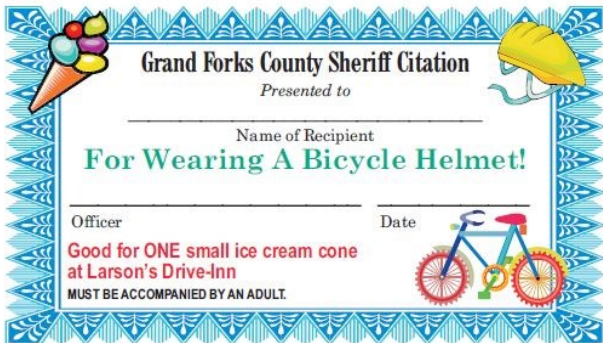 Grand Forks County Sheriff Citation
Presented to
Name of Recipient
For Wearing A Bicycle Helmet!
Officer Date
Good for ONE small ice cream cone
at Larson's Drive-Inn
MUST BE ACCOMPANIED BY AN ADULT.